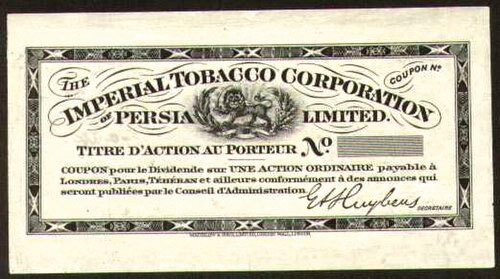 COUPON No
THE
IMPERIAL TOBACCO CORPORATION
OF PERSIA LIMITED.
TITRE D'ACTION AU PORTEUR No
COUPON pour le Dividende sur UNE ACTION ORDINAIRE payable à
LONDRES, PARIS, TÉHÉRAN et ailleurs conformément à des annonces qui
seront publiées par le Conseil d'Administration.
SECRÉTAIRE